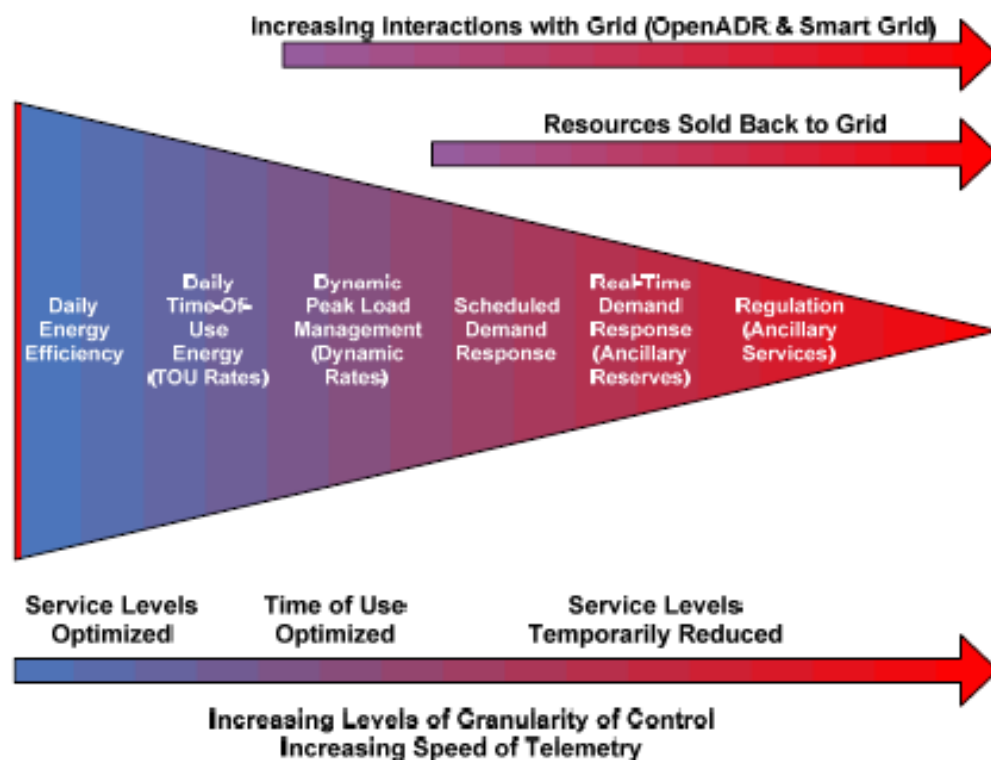 Increasing Interactions with Grid (OpenADR & Smart Grid)
Resources Sold Back to Grid
Daily
Energy
Efficiency
Daily
Time-Of-
Use
Energy
(TOU Rates)
Dynamic
Peak Load
Management
(Dynamic
Rates)
Scheduled
Demand
Response
Real-Time
Demand
Response
(Ancillary
Reserves)
Regulation
(Ancillary
Services)
Service Levels
Optimized
Time of Use
Optimized
Service Levels
Temporarily Reduced
Increasing Levels of Granularity of Control
Increasing Speed of Telemetry